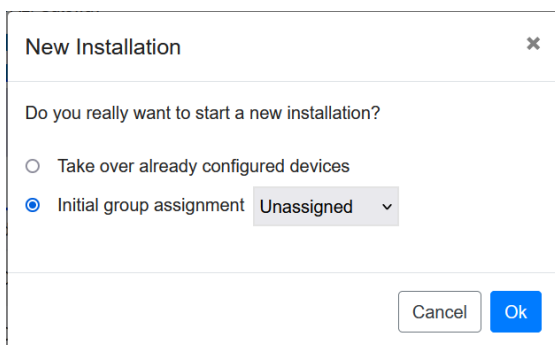 New Installation
Do you really want to start a new installation?
Take over already configured devices
Initial group assignment Unassigned
Cancel Ok